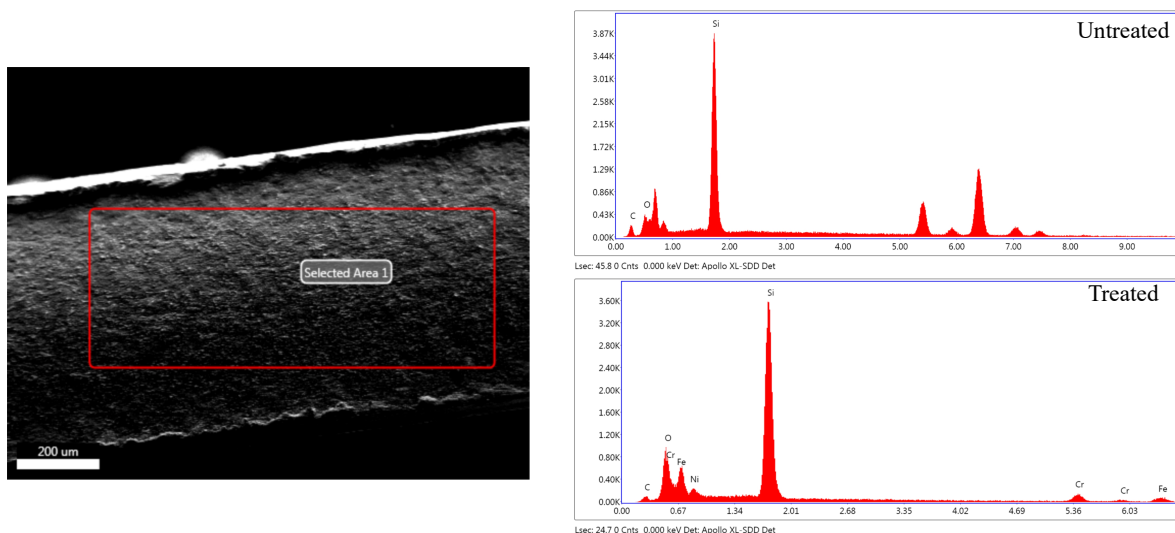 Selected Area 1
200 um
Untreated
Si
3.87K
3.44K
3.01K
2.58K
2.15K
1.72K
1.29K
0.86K
0.43K
0.00K
C
O
0.00
1.00
2.00
3.00
4.00
5.00
6.00
7.00
8.00
9.00
Lsec: 45.8 0 Cnts 0.000 keV Det: Apollo XL-SDD Det
Treated
Si
3.60K
3.20K
2.80K
2.40K
2.00K
1.60K
1.20K
0.80K
0.40K
0.00K
O
Cr
Fe
C
Ni
Cr
Cr
Fe
0.00
0.67
1.34
2.01
2.68
3.35
4.02
4.69
5.36
6.03
Lsec: 24.7 0 Cnts 0.000 keV Det: Apollo XL-SDD Det